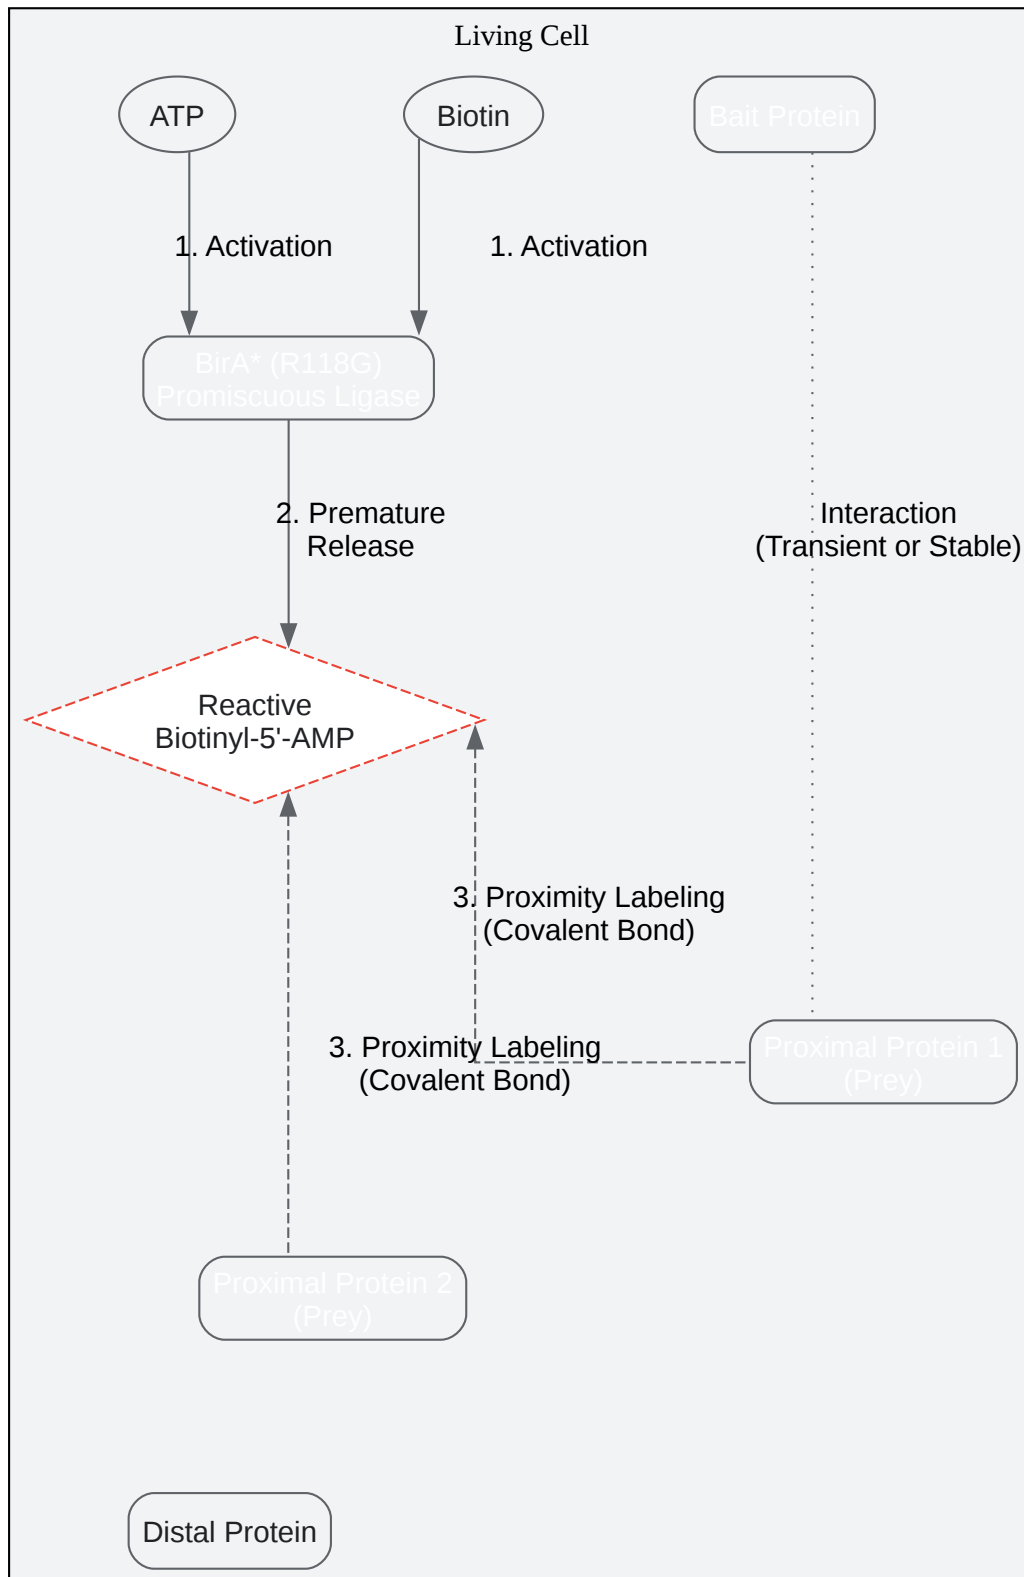 Living Cell
ATP
Biotin
Bait Protein
1. Activation
1. Activation
BirA* (R118G)
Promiscuous Ligase
2. Premature
Release
Interaction
(Transient or Stable)
Reactive
Biotinyl-5'-AMP
3. Proximity Labeling
(Covalent Bond)
3. Proximity Labeling
(Covalent Bond)
Proximal Protein 1
(Prey)
Proximal Protein 2
(Prey)
Distal Protein